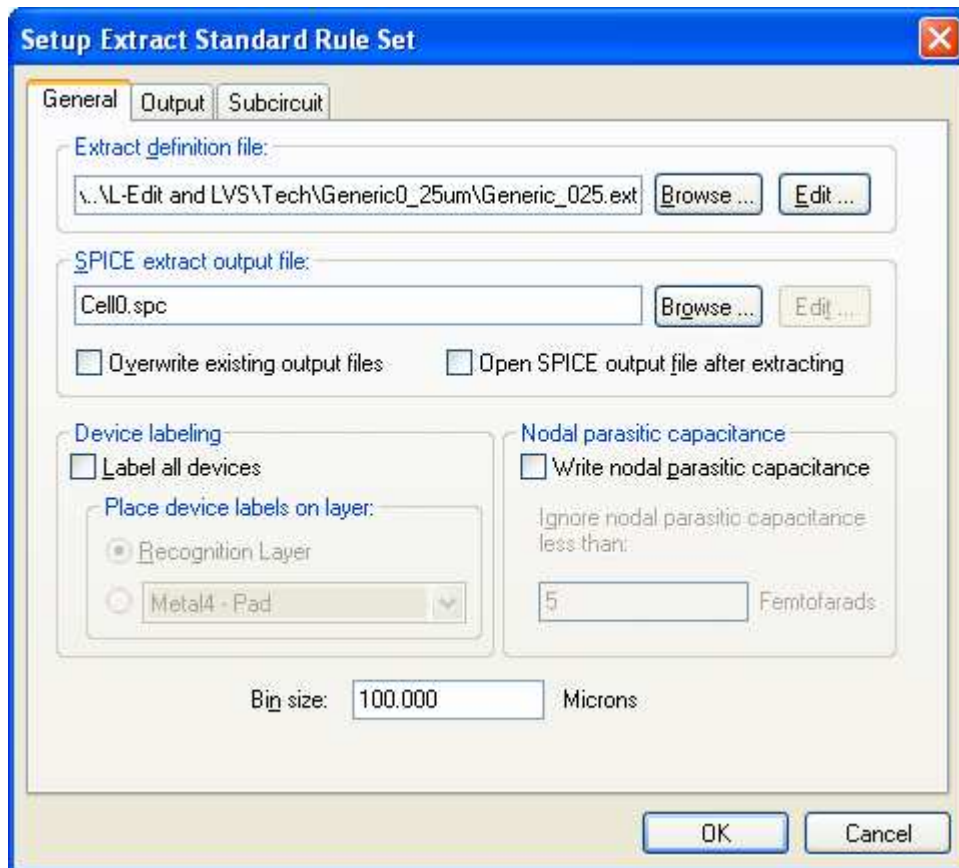 Setup Extract Standard Rule Set
General Output Subcircuit
Extract definition file:
\..\L-Edit and LVS\Tech\Generic0_25um\Generic_025.ext Browse ... Edit ...
SPICE extract output file:
Cell0.spc Browse ... Edit ...
Overwrite existing output files Open SPICE output file after extracting
Device labeling
Label all devices
Place device labels on layer:
Recognition Layer
Metal4 - Pad
Nodal parasitic capacitance
Write nodal parasitic capacitance
Ignore nodal parasitic capacitance
less than:
5 Femtofarads
Bin size: 100.000 Microns
OK Cancel